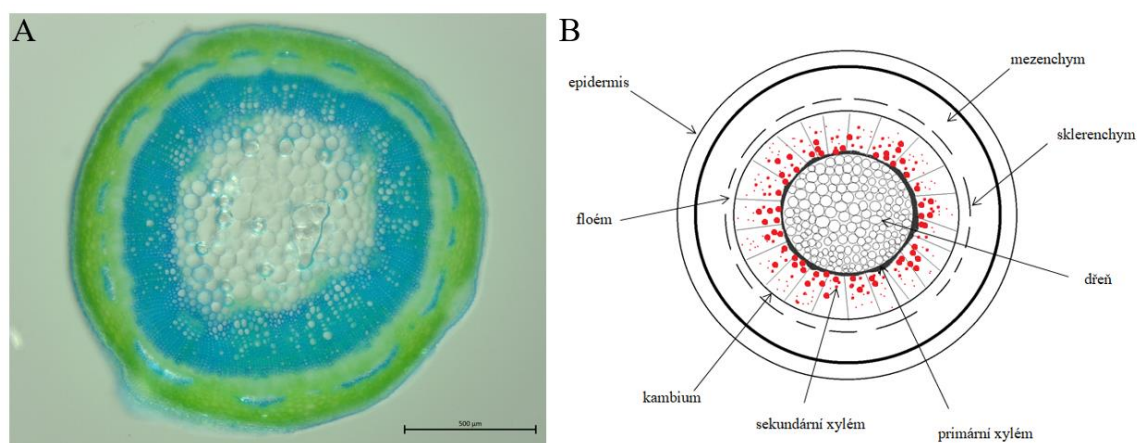 A
B
epidermis
mezenchym
sklerenchym
floém
dřeň
kambium
sekundární xylém
primární xylém
500 µm